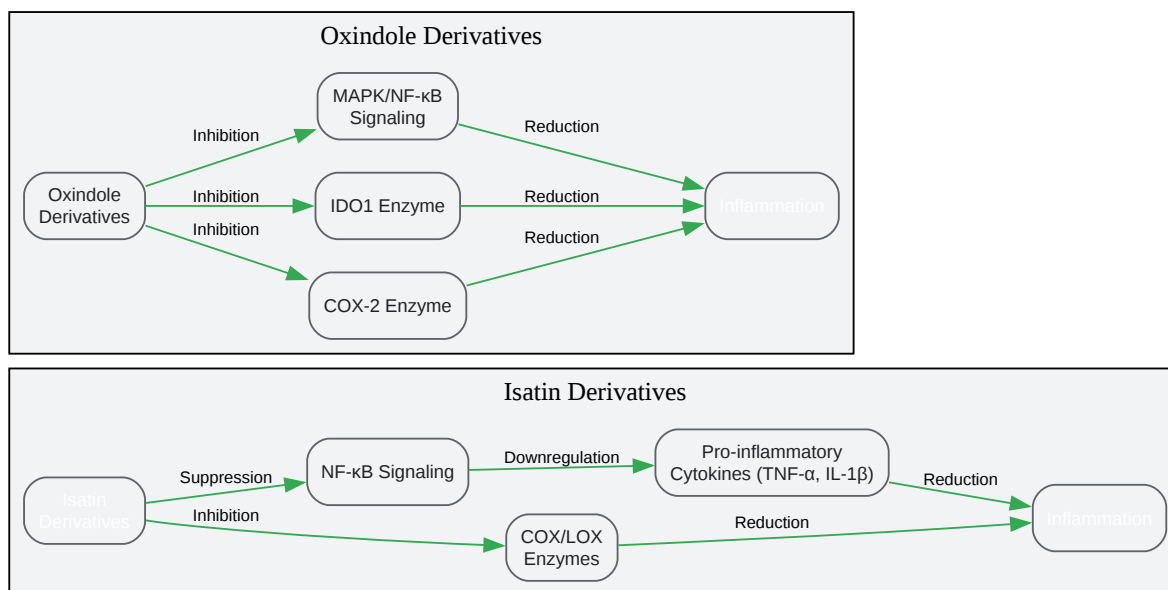 Oxindole Derivatives
MAPK/NF-κB
Signaling
Inhibition
Reduction
Oxindole
Derivatives
Inhibition
IDO1 Enzyme
Reduction
Inflammation
Inhibition
Reduction
COX-2 Enzyme
Isatin Derivatives
Pro-inflammatory
Cytokines (TNF-α, IL-1β)
Downregulation
NF-κB Signaling
Suppression
Reduction
Isatin
Derivatives
Inhibition
Reduction
Inflammation
COX/LOX
Enzymes